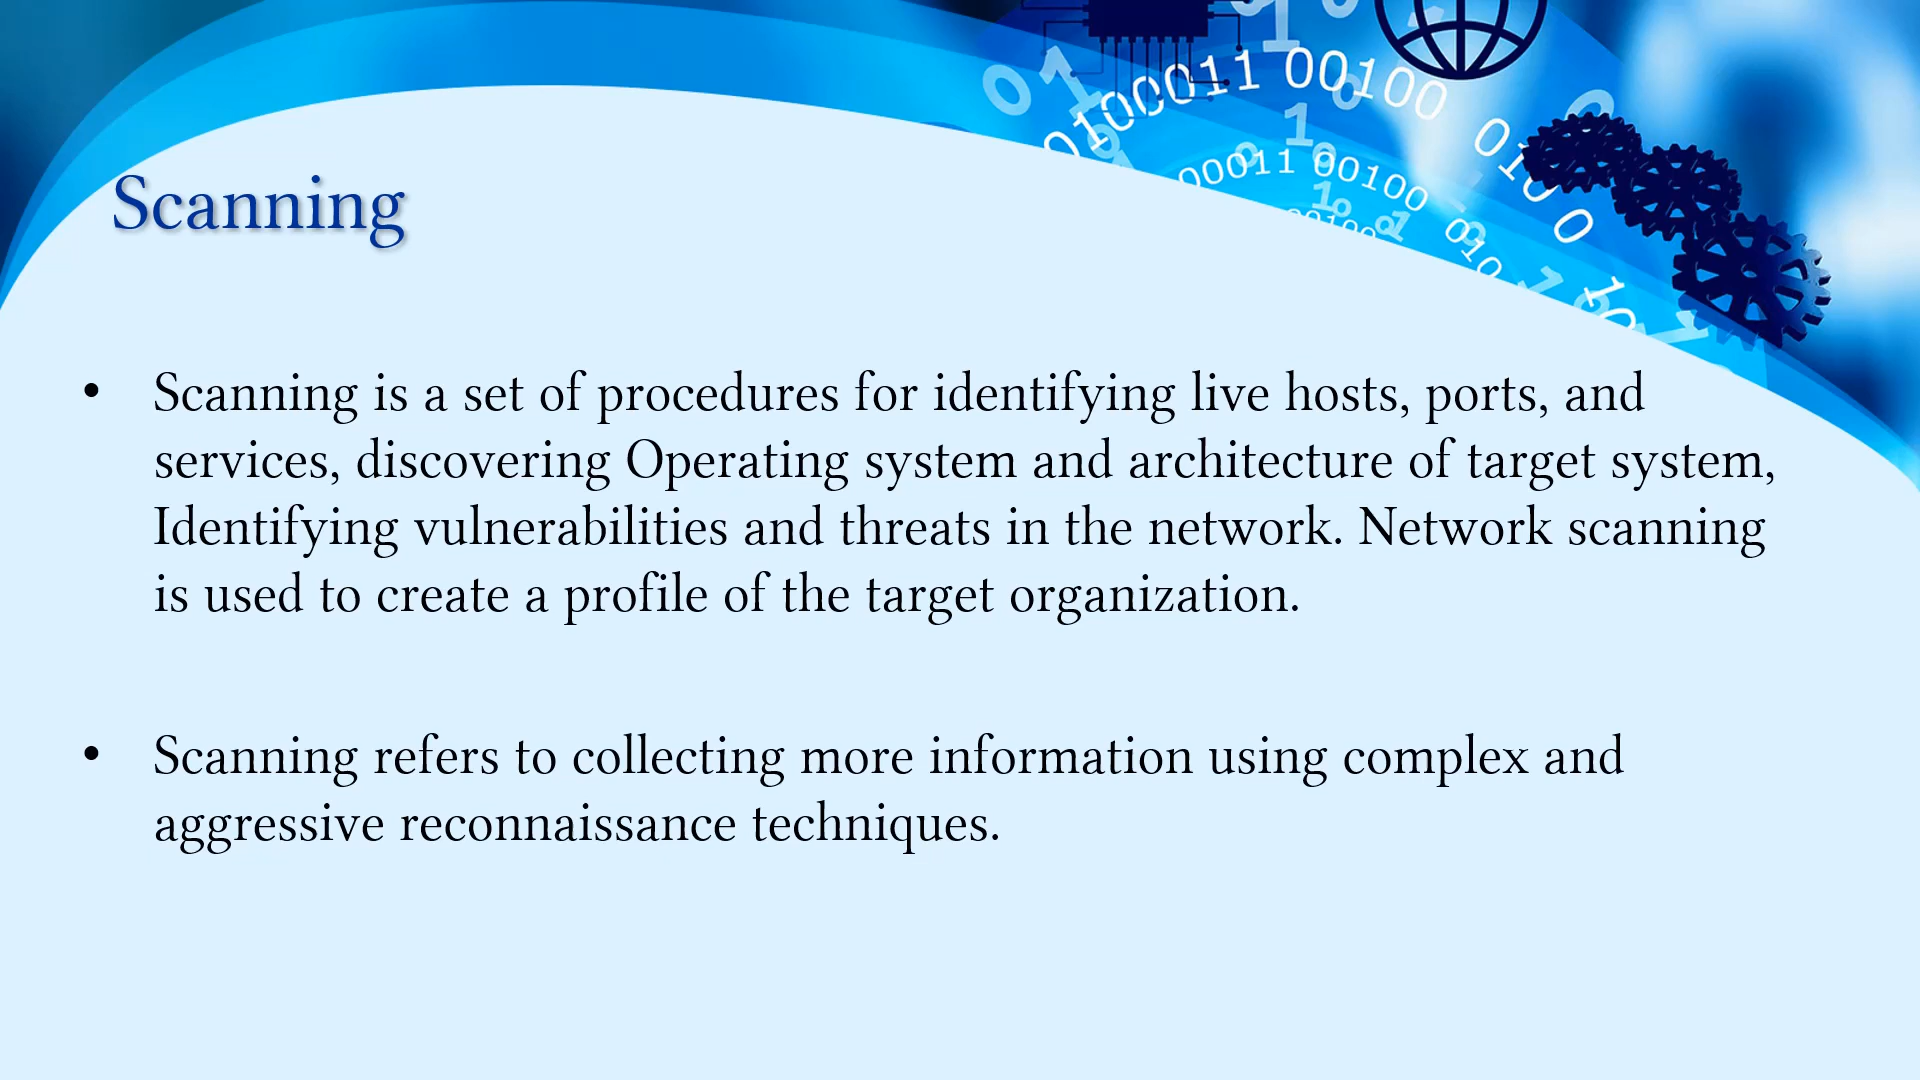 Scanning
• Scanning is a set of procedures for identifying live hosts, ports, and
services, discovering Operating system and architecture of target system,
Identifying vulnerabilities and threats in the network. Network scanning
is used to create a profile of the target organization.
• Scanning refers to collecting more information using complex and
aggressive reconnaissance techniques.